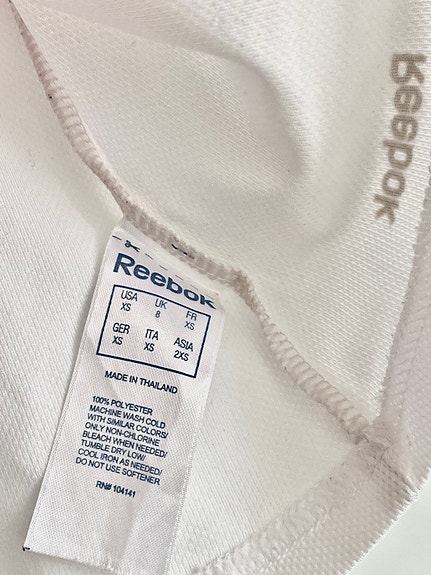 Reebok
Reebok
USA UK FR
XS 8 XS
GER ITA ASIA
XS XS 2XS
MADE IN THAILAND
100% POLYESTER
MACHINE WASH COLD
WITH SIMILAR COLORS/
ONLY NON-CHLORINE
BLEACH WHEN NEEDED/
TUMBLE DRY LOW/
COOL IRON AS NEEDED/
DO NOT USE SOFTENER
RN# 104141